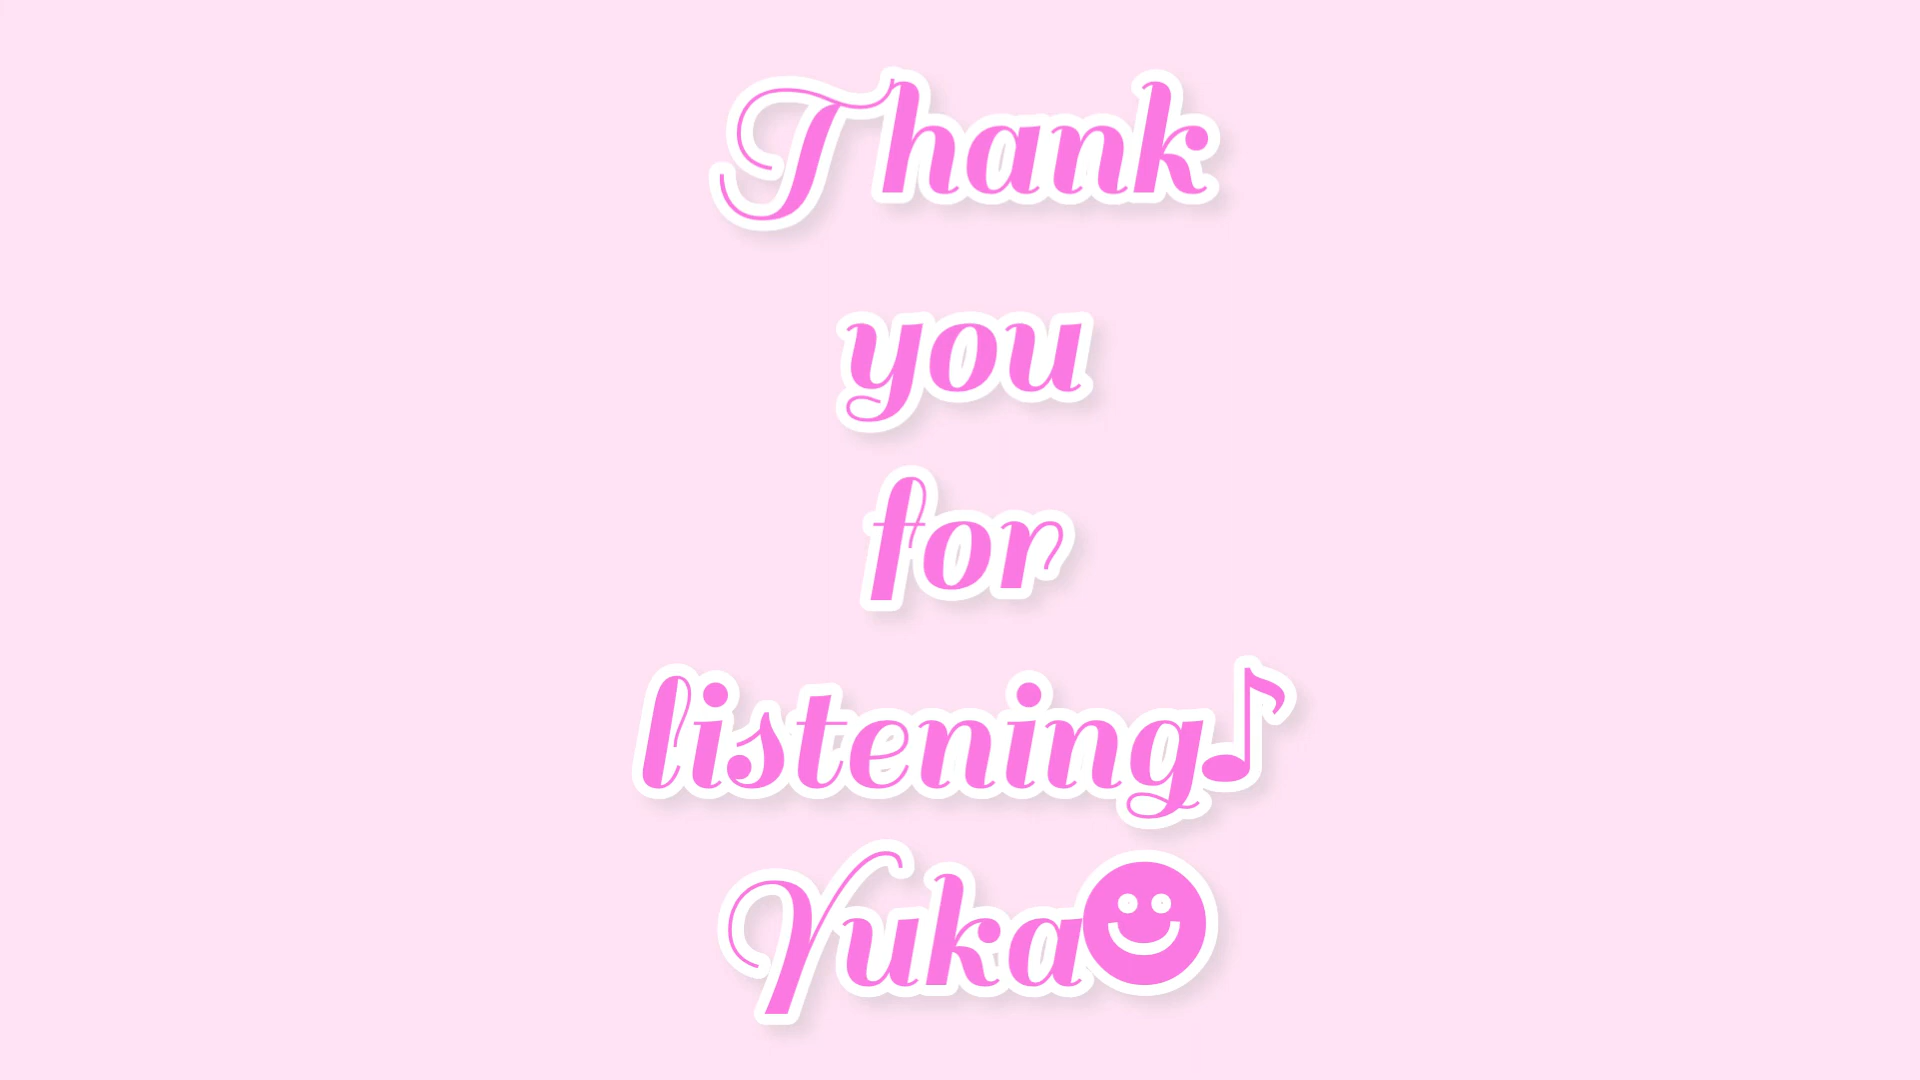 Thank
you
for
listening♪
Yuka☻